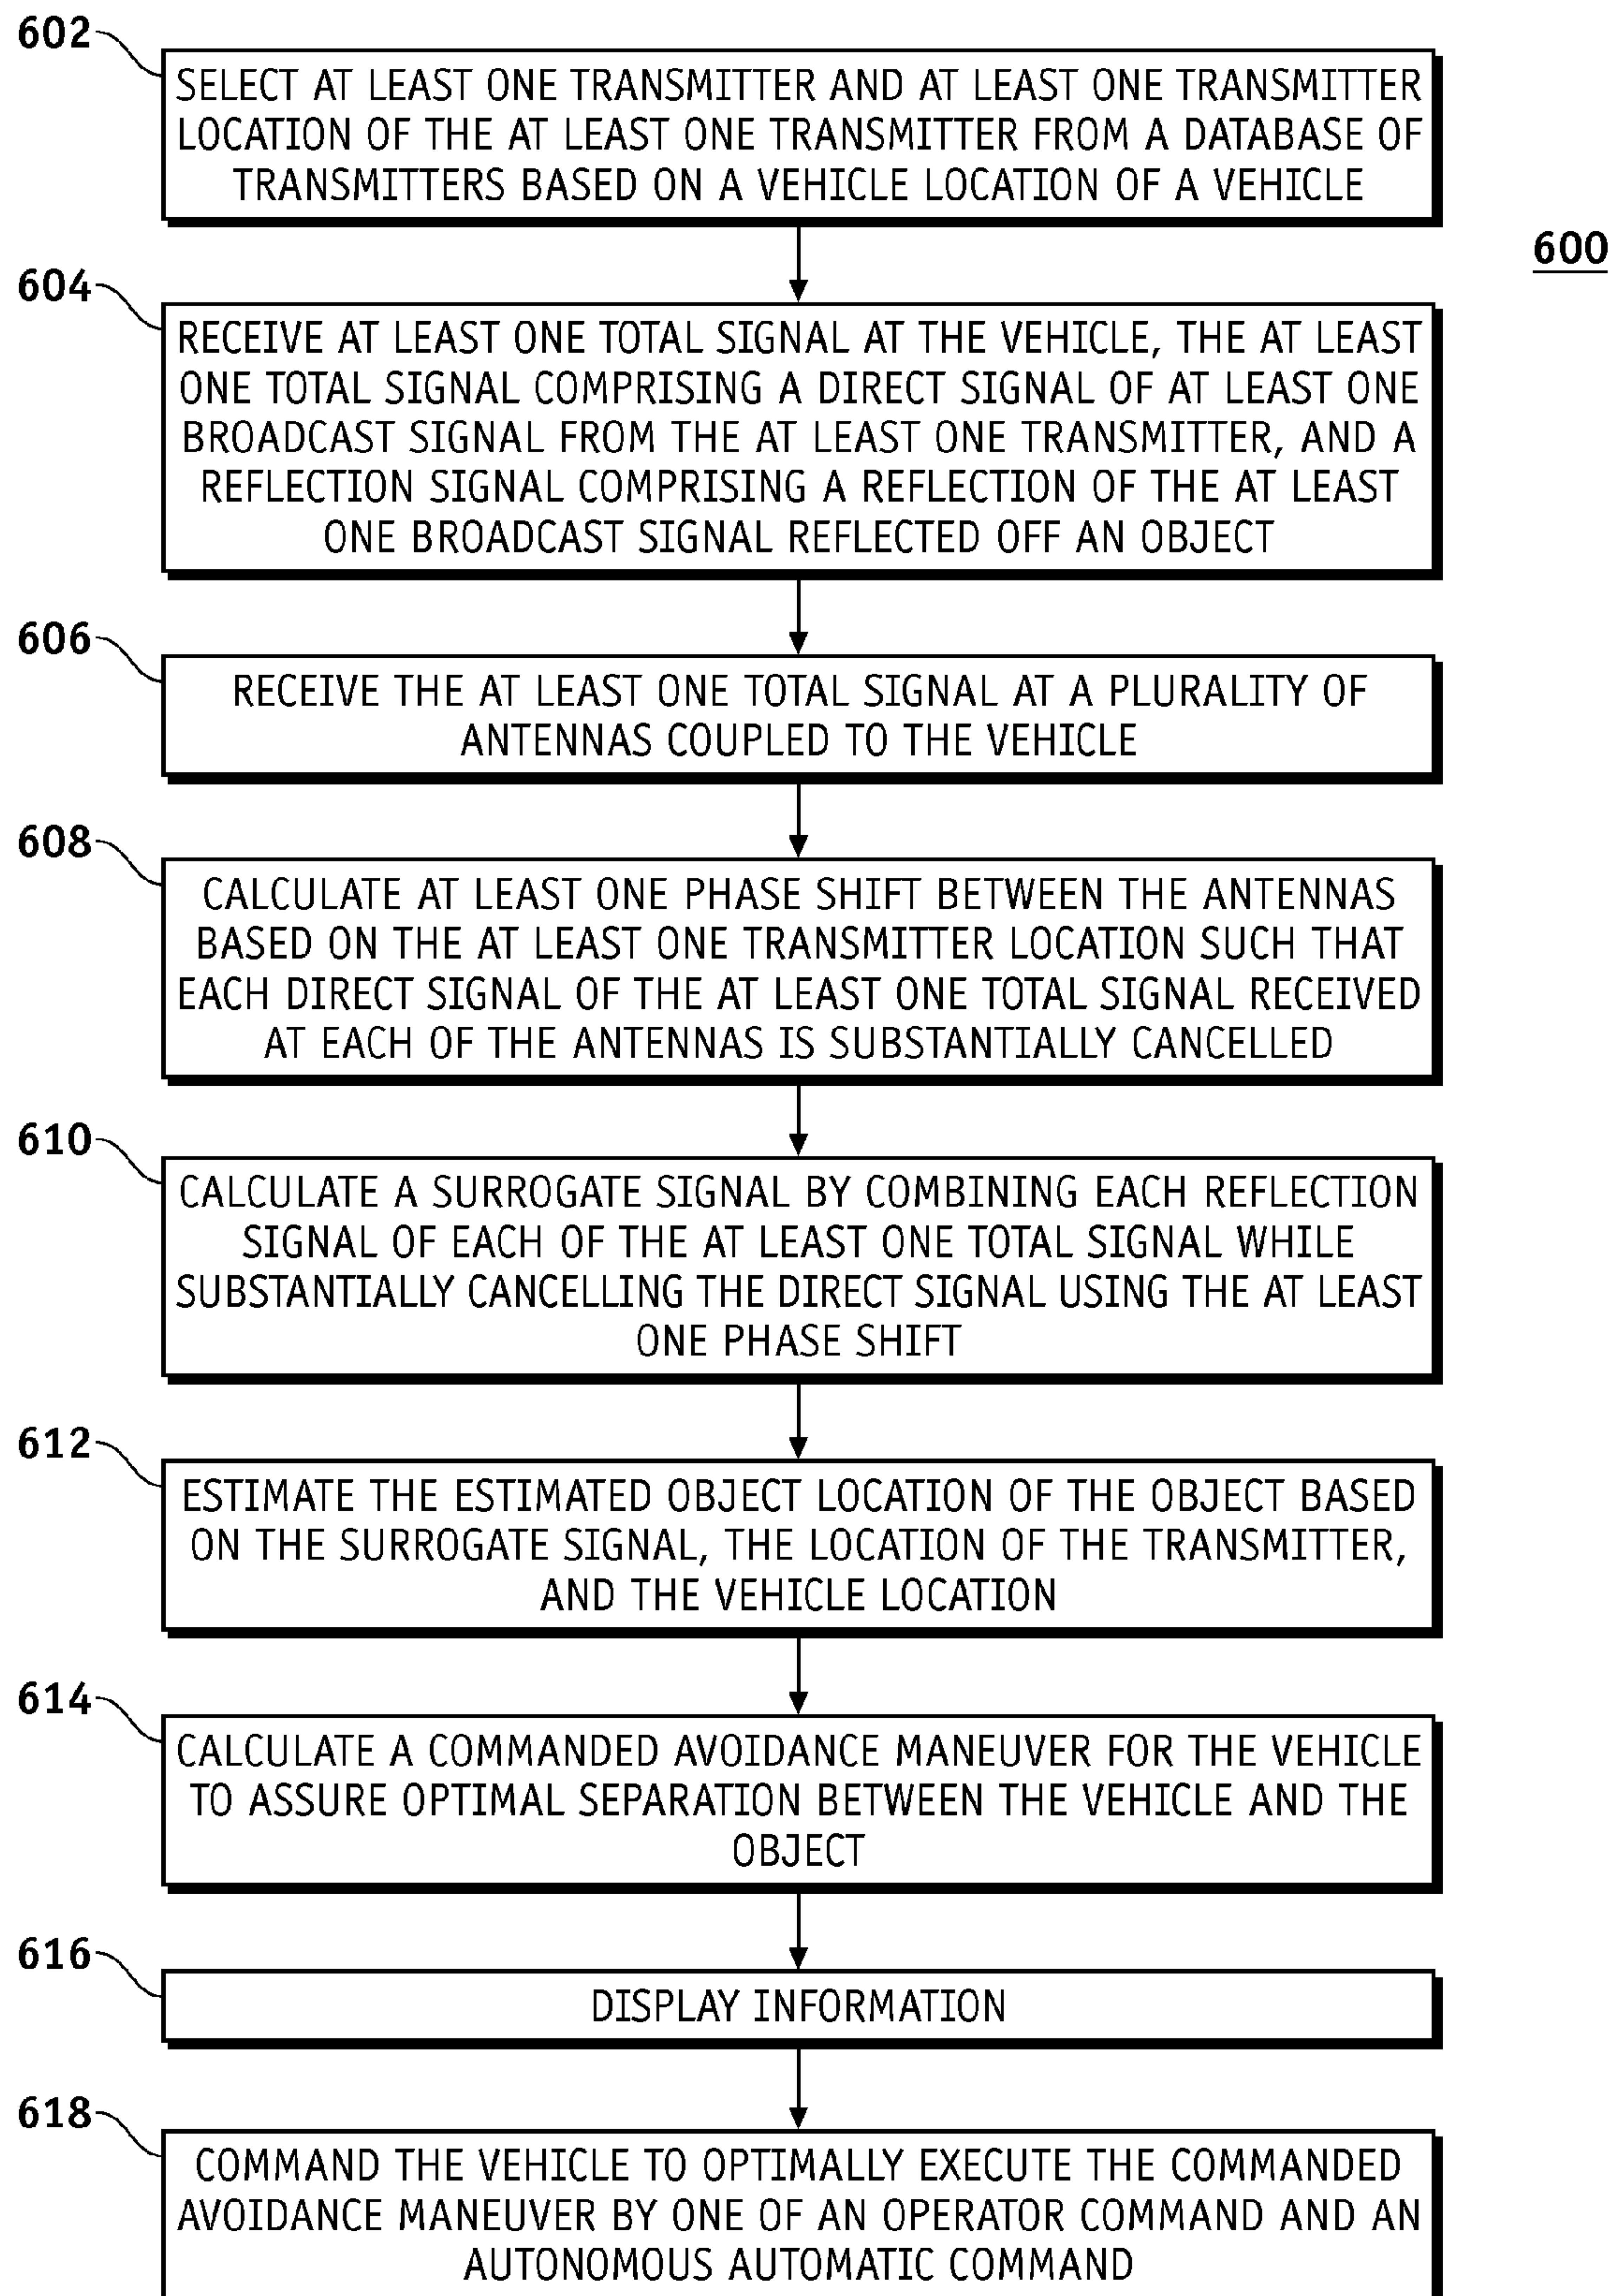 602
SELECT AT LEAST ONE TRANSMITTER AND AT LEAST ONE TRANSMITTER
LOCATION OF THE AT LEAST ONE TRANSMITTER FROM A DATABASE OF
TRANSMITTERS BASED ON A VEHICLE LOCATION OF A VEHICLE
600
604
RECEIVE AT LEAST ONE TOTAL SIGNAL AT THE VEHICLE, THE AT LEAST
ONE TOTAL SIGNAL COMPRISING A DIRECT SIGNAL OF AT LEAST ONE
BROADCAST SIGNAL FROM THE AT LEAST ONE TRANSMITTER, AND A
REFLECTION SIGNAL COMPRISING A REFLECTION OF THE AT LEAST
ONE BROADCAST SIGNAL REFLECTED OFF AN OBJECT
606
RECEIVE THE AT LEAST ONE TOTAL SIGNAL AT A PLURALITY OF
ANTENNAS COUPLED TO THE VEHICLE
608
CALCULATE AT LEAST ONE PHASE SHIFT BETWEEN THE ANTENNAS
BASED ON THE AT LEAST ONE TRANSMITTER LOCATION SUCH THAT
EACH DIRECT SIGNAL OF THE AT LEAST ONE TOTAL SIGNAL RECEIVED
AT EACH OF THE ANTENNAS IS SUBSTANTIALLY CANCELLED
610
CALCULATE A SURROGATE SIGNAL BY COMBINING EACH REFLECTION
SIGNAL OF EACH OF THE AT LEAST ONE TOTAL SIGNAL WHILE
SUBSTANTIALLY CANCELLING THE DIRECT SIGNAL USING THE AT LEAST
ONE PHASE SHIFT
612
ESTIMATE THE ESTIMATED OBJECT LOCATION OF THE OBJECT BASED
ON THE SURROGATE SIGNAL, THE LOCATION OF THE TRANSMITTER,
AND THE VEHICLE LOCATION
614
CALCULATE A COMMANDED AVOIDANCE MANEUVER FOR THE VEHICLE
TO ASSURE OPTIMAL SEPARATION BETWEEN THE VEHICLE AND THE
OBJECT
616
DISPLAY INFORMATION
618
COMMAND THE VEHICLE TO OPTIMALLY EXECUTE THE COMMANDED
AVOIDANCE MANEUVER BY ONE OF AN OPERATOR COMMAND AND AN
AUTONOMOUS AUTOMATIC COMMAND